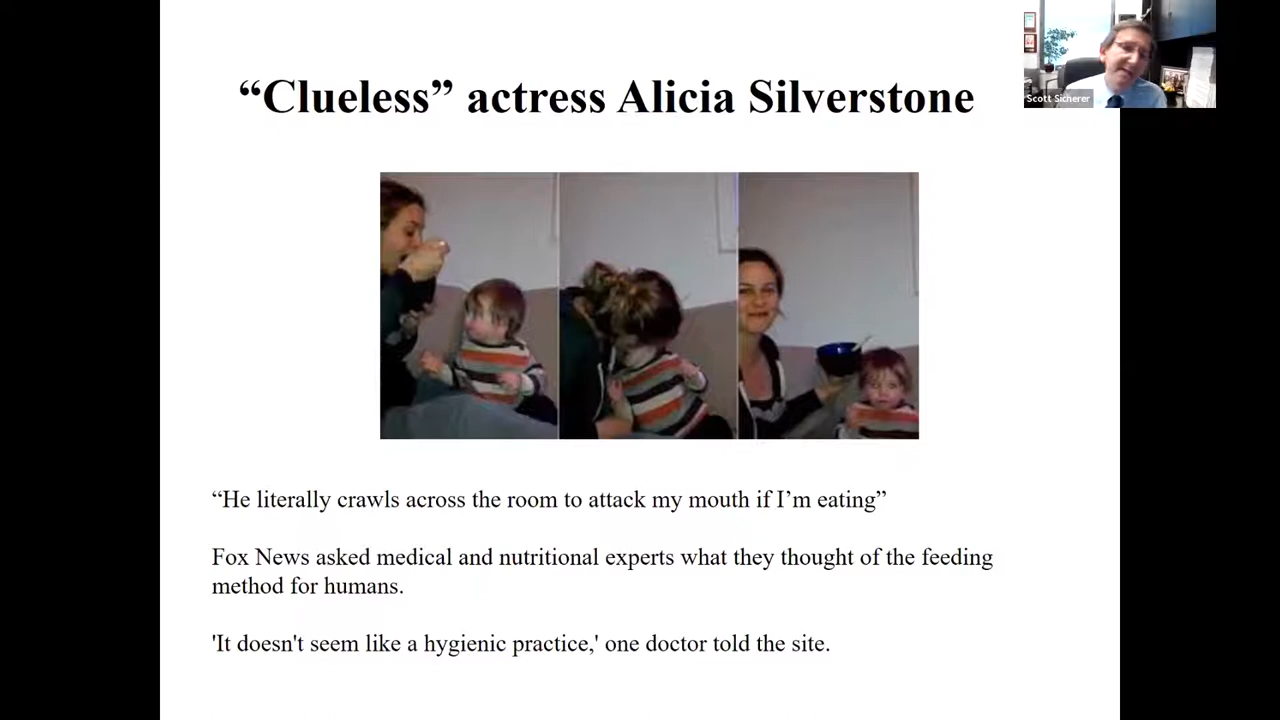 “Clueless” actress Alicia Silverstone
Scott Sicherer
“He literally crawls across the room to attack my mouth if I’m eating”
Fox News asked medical and nutritional experts what they thought of the feeding
method for humans.
'It doesn't seem like a hygienic practice,' one doctor told the site.